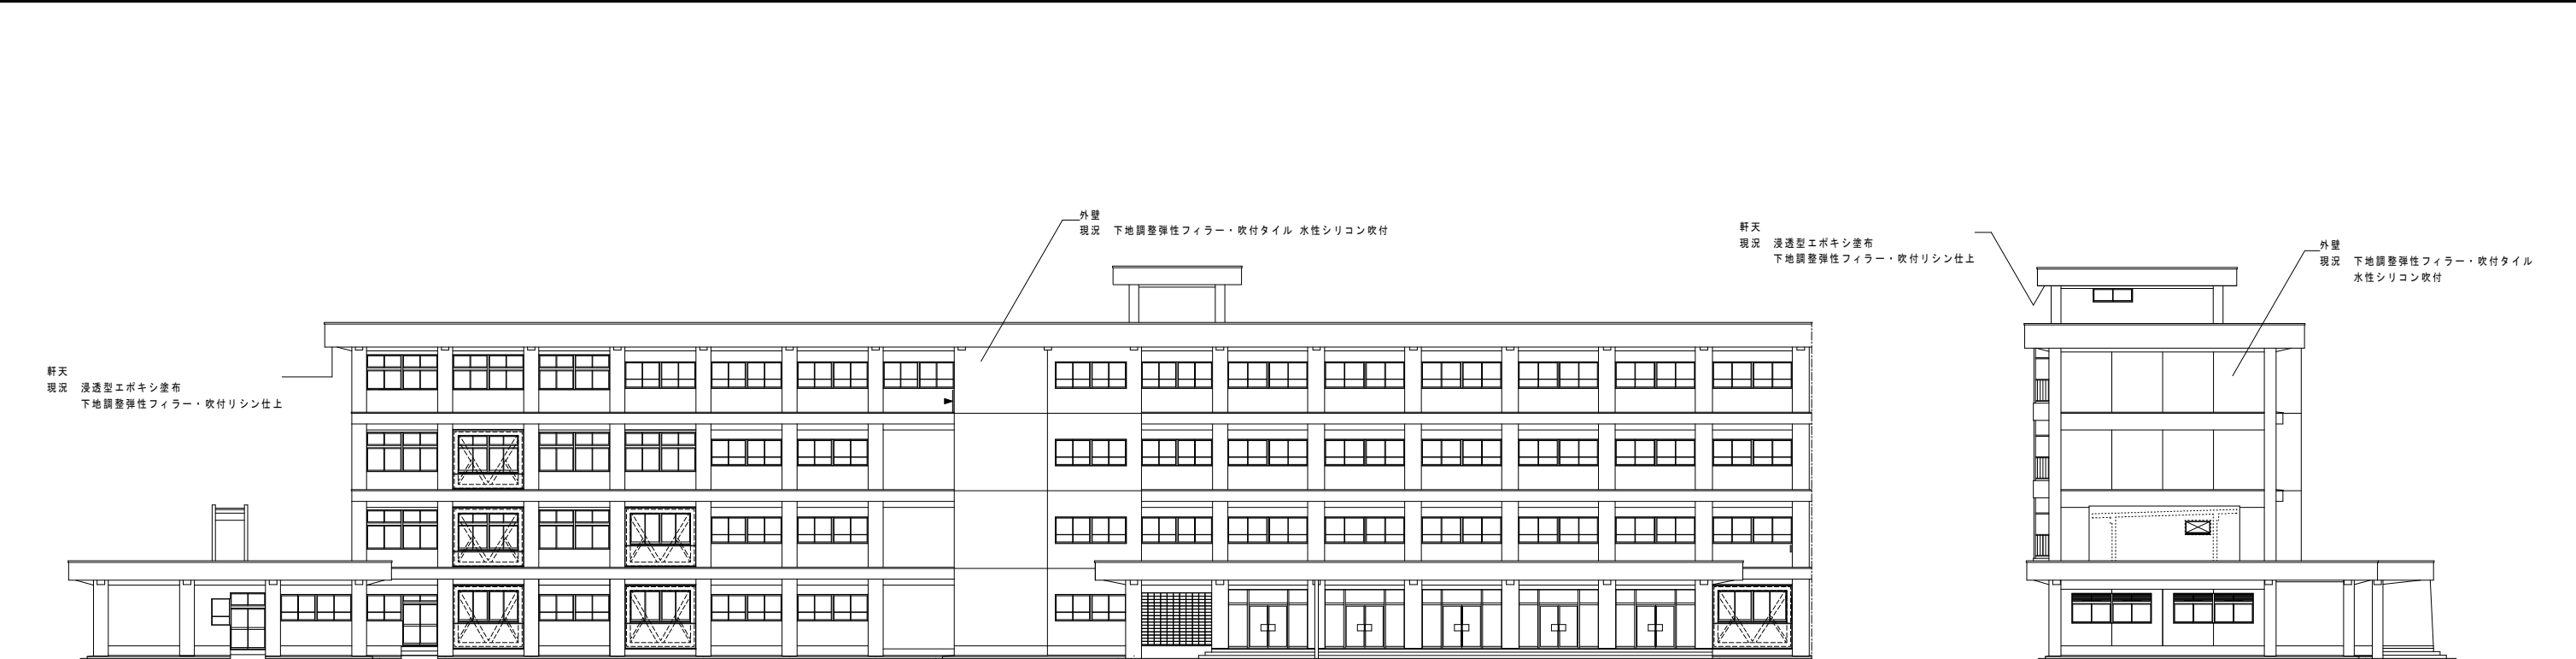 外壁
現況　下地調整弾性フィラー・吹付タイル 水性シリコン吹付
軒天
現況　浸透型エポキシ塗布
下地調整弾性フィラー・吹付リシン仕上
外壁
現況　下地調整弾性フィラー・吹付タイル
水性シリコン吹付
軒天
現況　浸透型エポキシ塗布
下地調整弾性フィラー・吹付リシン仕上